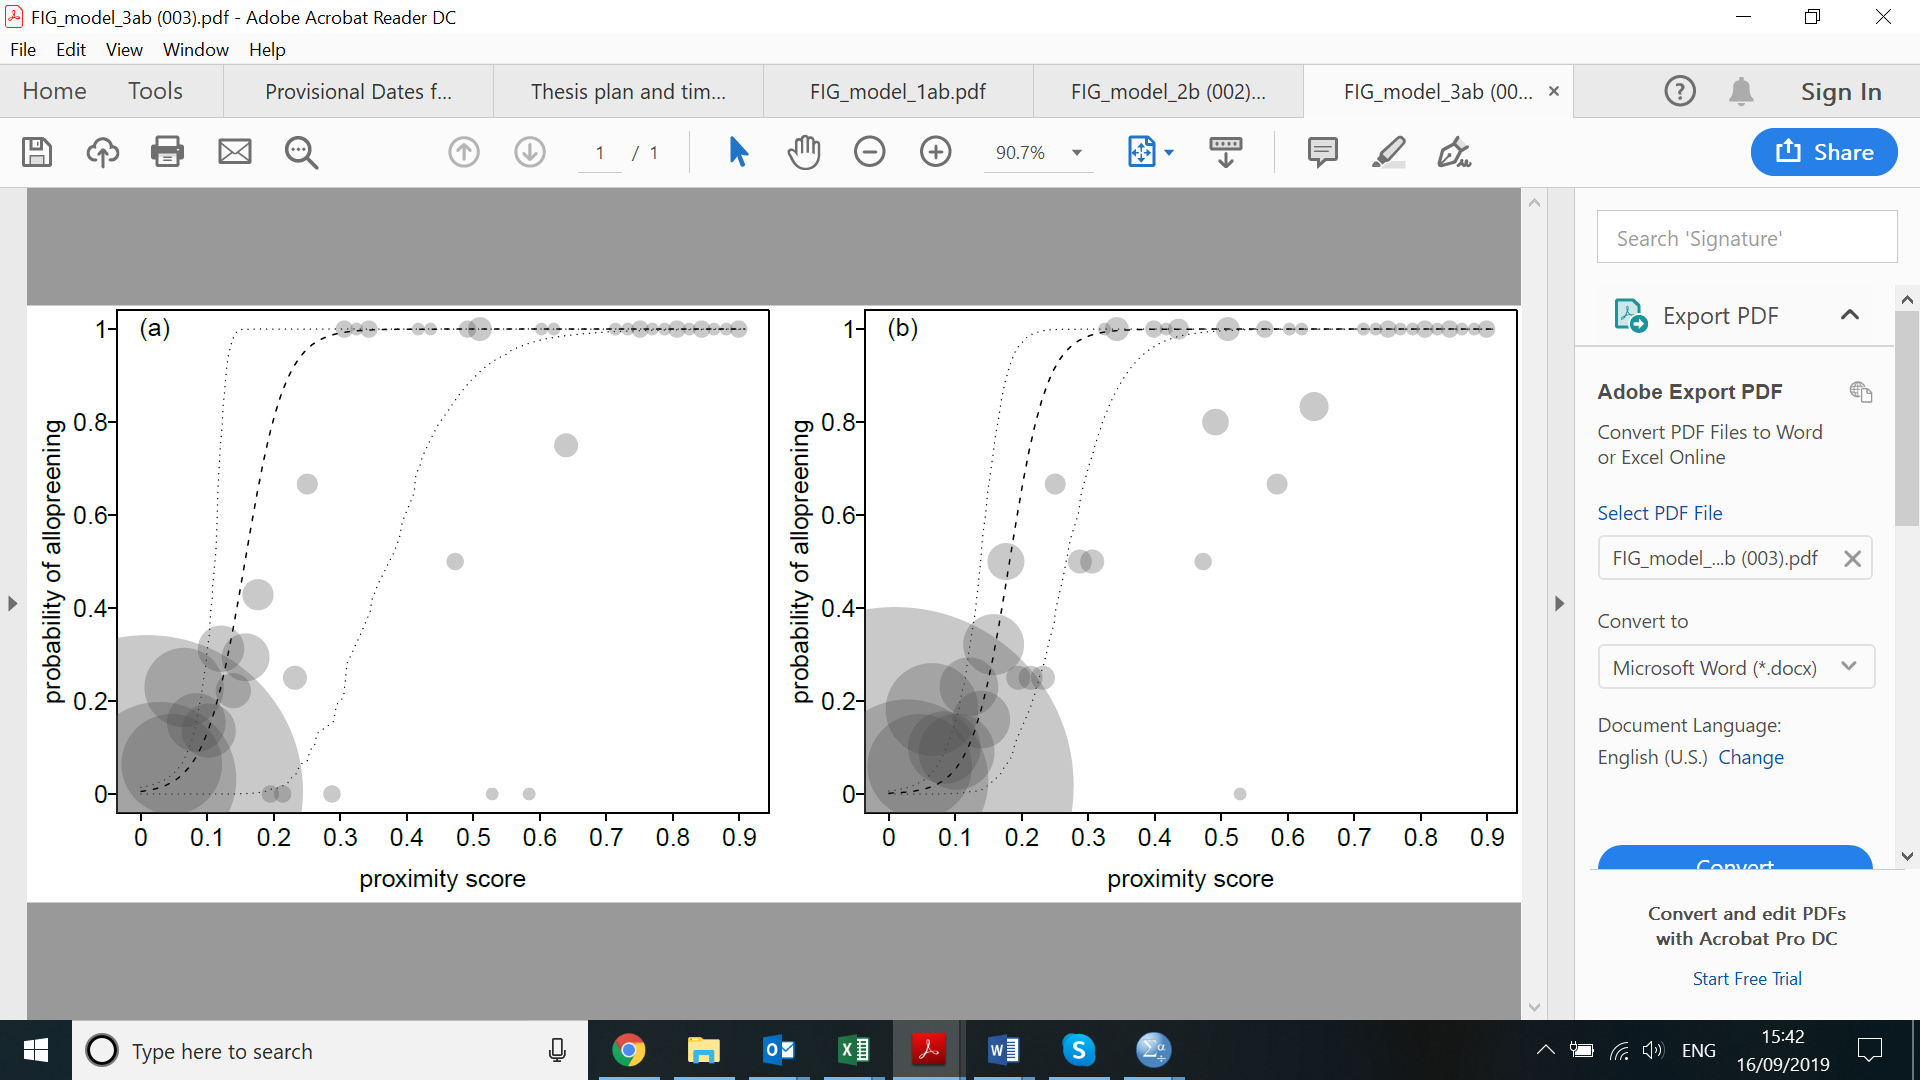 FIG_model_3ab (003).pdf - Adobe Acrobat Reader DC
File Edit View Window Help
Home Tools Provisional Dates f... Thesis plan and tim... FIG_model_1ab.pdf FIG_model_2b (002)... FIG_model_3ab (00... × Sign In
1 / 1 90.7% Share
Search 'Signature'
Export PDF
Adobe Export PDF
Convert PDF Files to Word
or Excel Online
Select PDF File
FIG_model_...b (003).pdf
Convert to
Microsoft Word (*.docx)
Document Language:
English (U.S.) Change
Convert
Convert and edit PDFs
with Acrobat Pro DC
Start Free Trial
(a)
probability of allopreening
1
0.8
0.6
0.4
0.2
0
0 0.1 0.2 0.3 0.4 0.5 0.6 0.7 0.8 0.9
proximity score
(b)
probability of allopreening
1
0.8
0.6
0.4
0.2
0
0 0.1 0.2 0.3 0.4 0.5 0.6 0.7 0.8 0.9
proximity score
Type here to search
ENG
15:42
16/09/2019